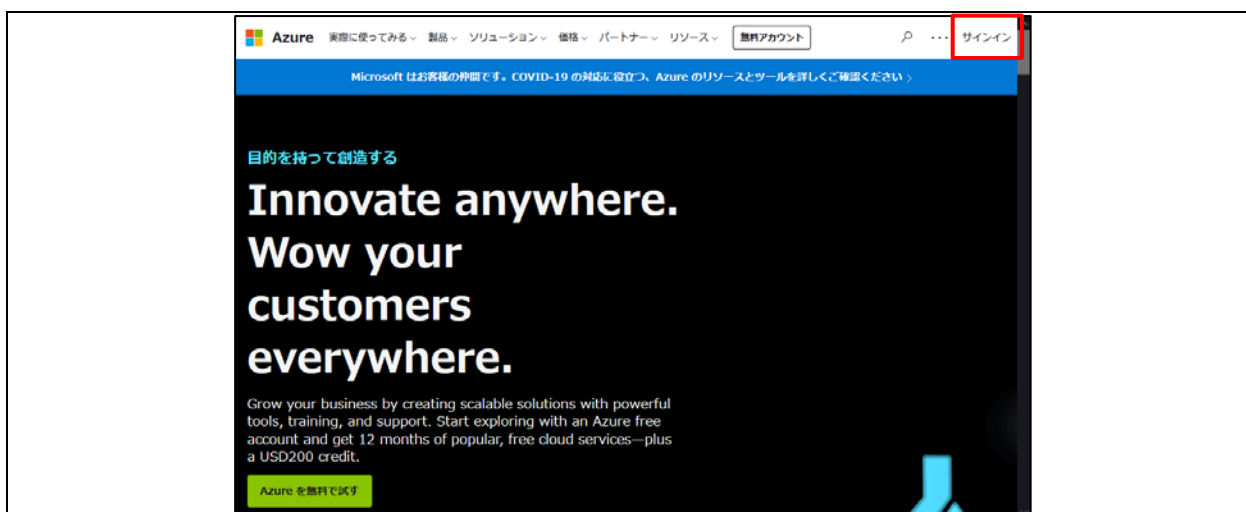 Azure 実際に使ってみる 製品 ソリューション 価格 パートナー リソース 無料アカウント ... サインイン
Microsoft はお客様の仲間です。COVID-19 の対応に役立つ、Azure のリソースとツールを詳しくご確認ください >
目的を持って創造する
Innovate anywhere.
Wow your
customers
everywhere.
Grow your business by creating scalable solutions with powerful
tools, training, and support. Start exploring with an Azure free
account and get 12 months of popular, free cloud services—plus
a USD200 credit.
Azure を無料で試す